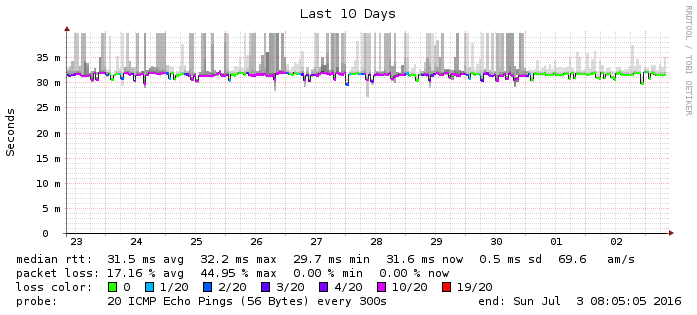 Last 10 Days
RRDTOOL / TOBI OETIKER
Seconds
35 m
30 m
25 m
20 m
15 m
10 m
5 m
0
23 24 25 26 27 28 29 30 01 02
median rtt: 31.5 ms avg 32.2 ms max 29.7 ms min 31.6 ms now 0.5 ms sd 69.6 am/s
packet loss: 17.16 % avg 44.95 % max 0.00 % min 0.00 % now
loss color: 0 1/20 2/20 3/20 4/20 10/20 19/20
probe: 20 ICMP Echo Pings (56 Bytes) every 300s end: Sun Jul 3 08:05:05 2016